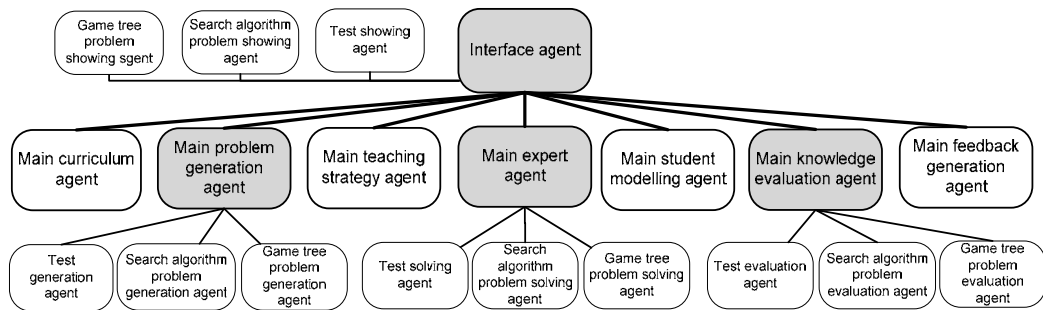 Game tree
problem
showing sgent
Search algorithm
problem showing
agent
Test showing
agent
Interface agent
Main curriculum
agent
Main problem
generation
agent
Main teaching
strategy agent
Main expert
agent
Main student
modelling agent
Main knowledge
evaluation agent
Main feedback
generation
agent
Test
generation
agent
Search algorithm
problem
generation agent
Game tree
problem
generation
agent
Test solving
agent
Search
algorithm
problem solving
agent
Game tree
problem solving
agent
Test evaluation
agent
Search algorithm
problem
evaluation agent
Game tree
problem
evaluation
agent